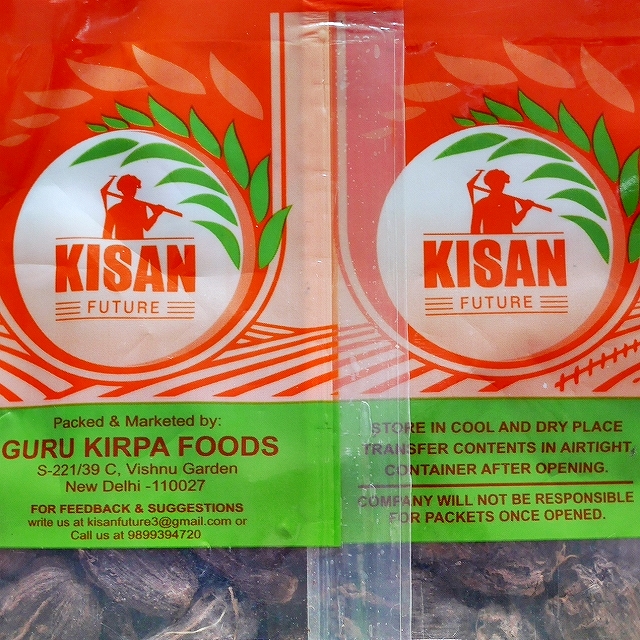 KISAN
FUTURE
Packed & Marketed by:
GURU KIRPA FOODS
S-221/39 C, Vishnu Garden
New Delhi -110027
FOR FEEDBACK & SUGGESTIONS
write us at kisanfuture3@gmail.com or
Call us at 9899394720
KISAN
FUTURE
STORE IN COOL AND DRY PLACE
TRANSFER CONTENTS IN AIRTIGHT,
CONTAINER AFTER OPENING.
COMPANY WILL NOT BE RESPONSIBLE
FOR PACKETS ONCE OPENED.